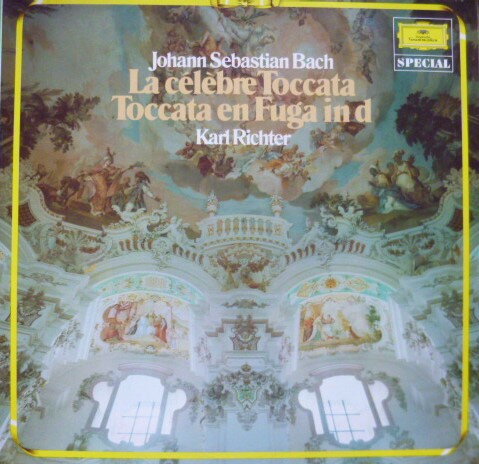 Johann Sebastian Bach
La célèbre Toccata
Toccata en Fuga in d
Karl Richter
SPECIAL